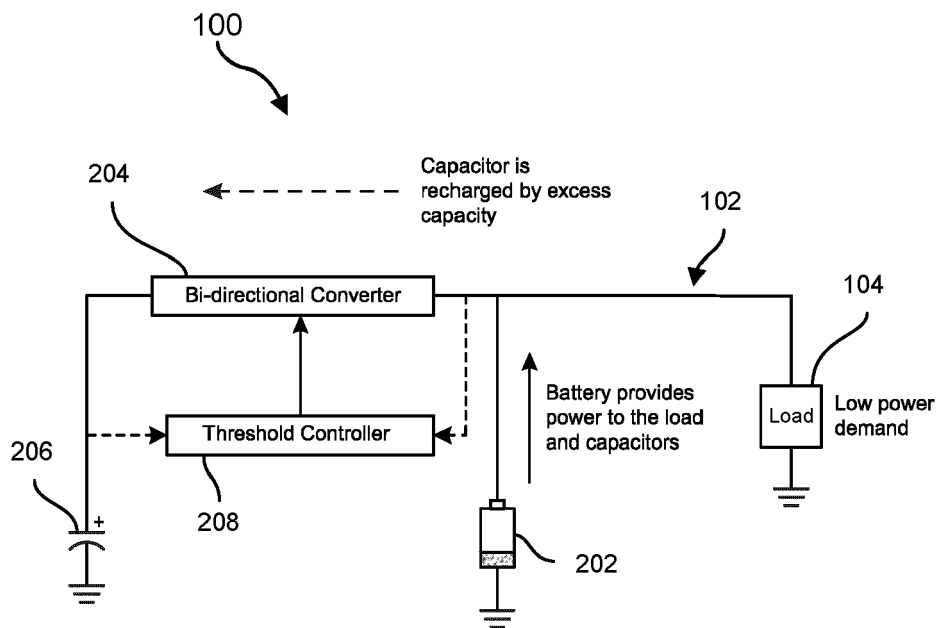 100
204
Capacitor is
recharged by excess
capacity
102
Bi-directional Converter
104
Battery provides
power to the load
and capacitors
Load
Low power
demand
Threshold Controller
206
+
208
202